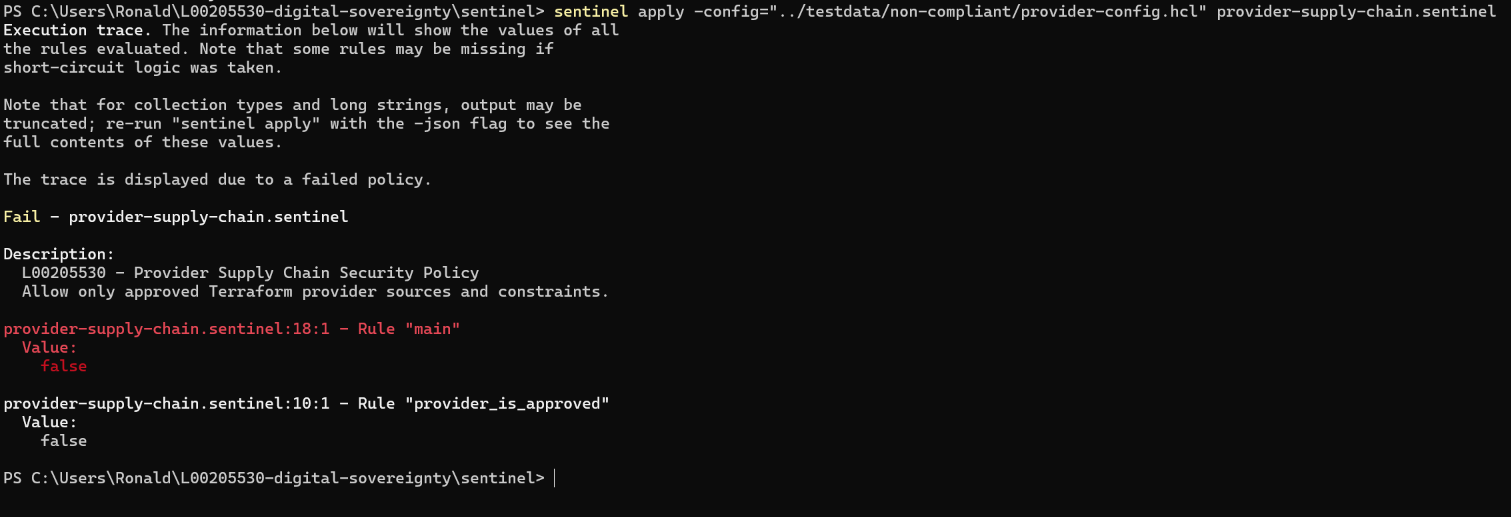 PS C:\Users\Ronald\L00205530-digital-sovereignty\sentinel> sentinel apply -config="../testdata/non-compliant/provider-config.hcl" provider-supply-chain.sentinel
Execution trace. The information below will show the values of all
the rules evaluated. Note that some rules may be missing if
short-circuit logic was taken.
Note that for collection types and long strings, output may be
truncated; re-run "sentinel apply" with the -json flag to see the
full contents of these values.
The trace is displayed due to a failed policy.
Fail - provider-supply-chain.sentinel
Description:
L00205530 - Provider Supply Chain Security Policy
Allow only approved Terraform provider sources and constraints.
provider-supply-chain.sentinel:18:1 - Rule "main"
Value:
false
provider-supply-chain.sentinel:10:1 - Rule "provider_is_approved"
Value:
false
PS C:\Users\Ronald\L00205530-digital-sovereignty\sentinel>